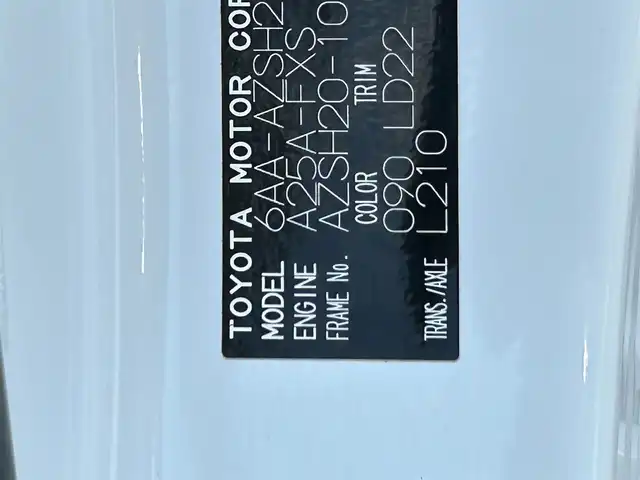 TOYOTA MOTOR COR
MODEL 6AA-AZSH2
ENGINE A25A-FXS
FRAME No. AZSH20-10
COLOR TRIM
090 LD22
TRANS./AXLE L210